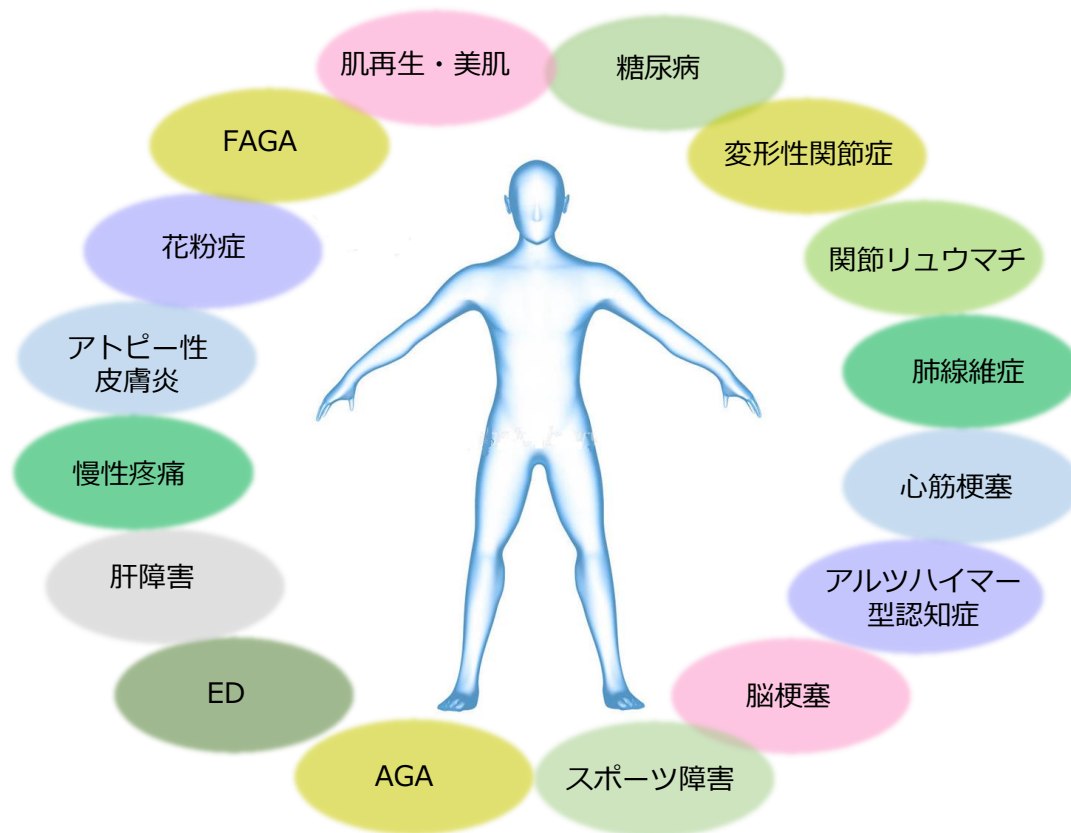 肌再生・美肌
糖尿病
変形性関節症
関節リュウマチ
肺線維症
心筋梗塞
アルツハイマー
型認知症
脳梗塞
スポーツ障害
AGA
ED
肝障害
慢性疼痛
アトピー性
皮膚炎
花粉症
FAGA